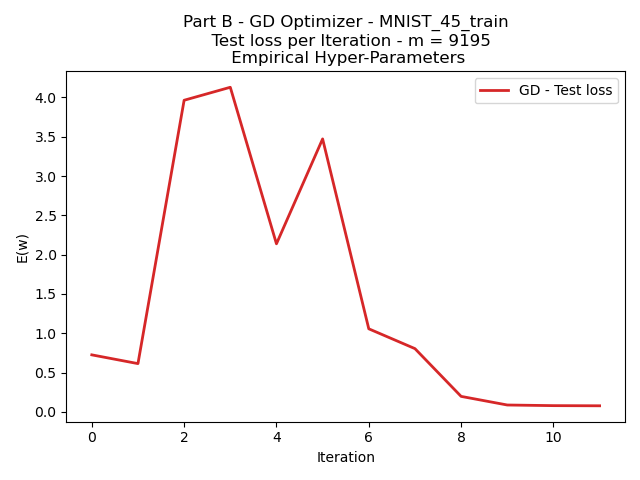 Part B - GD Optimizer - MNIST_45_train
Test loss per Iteration - m = 9195
Empirical Hyper-Parameters
GD - Test loss
E(w)
4.0
3.5
3.0
2.5
2.0
1.5
1.0
0.5
0.0
0 2 4 6 8 10
Iteration